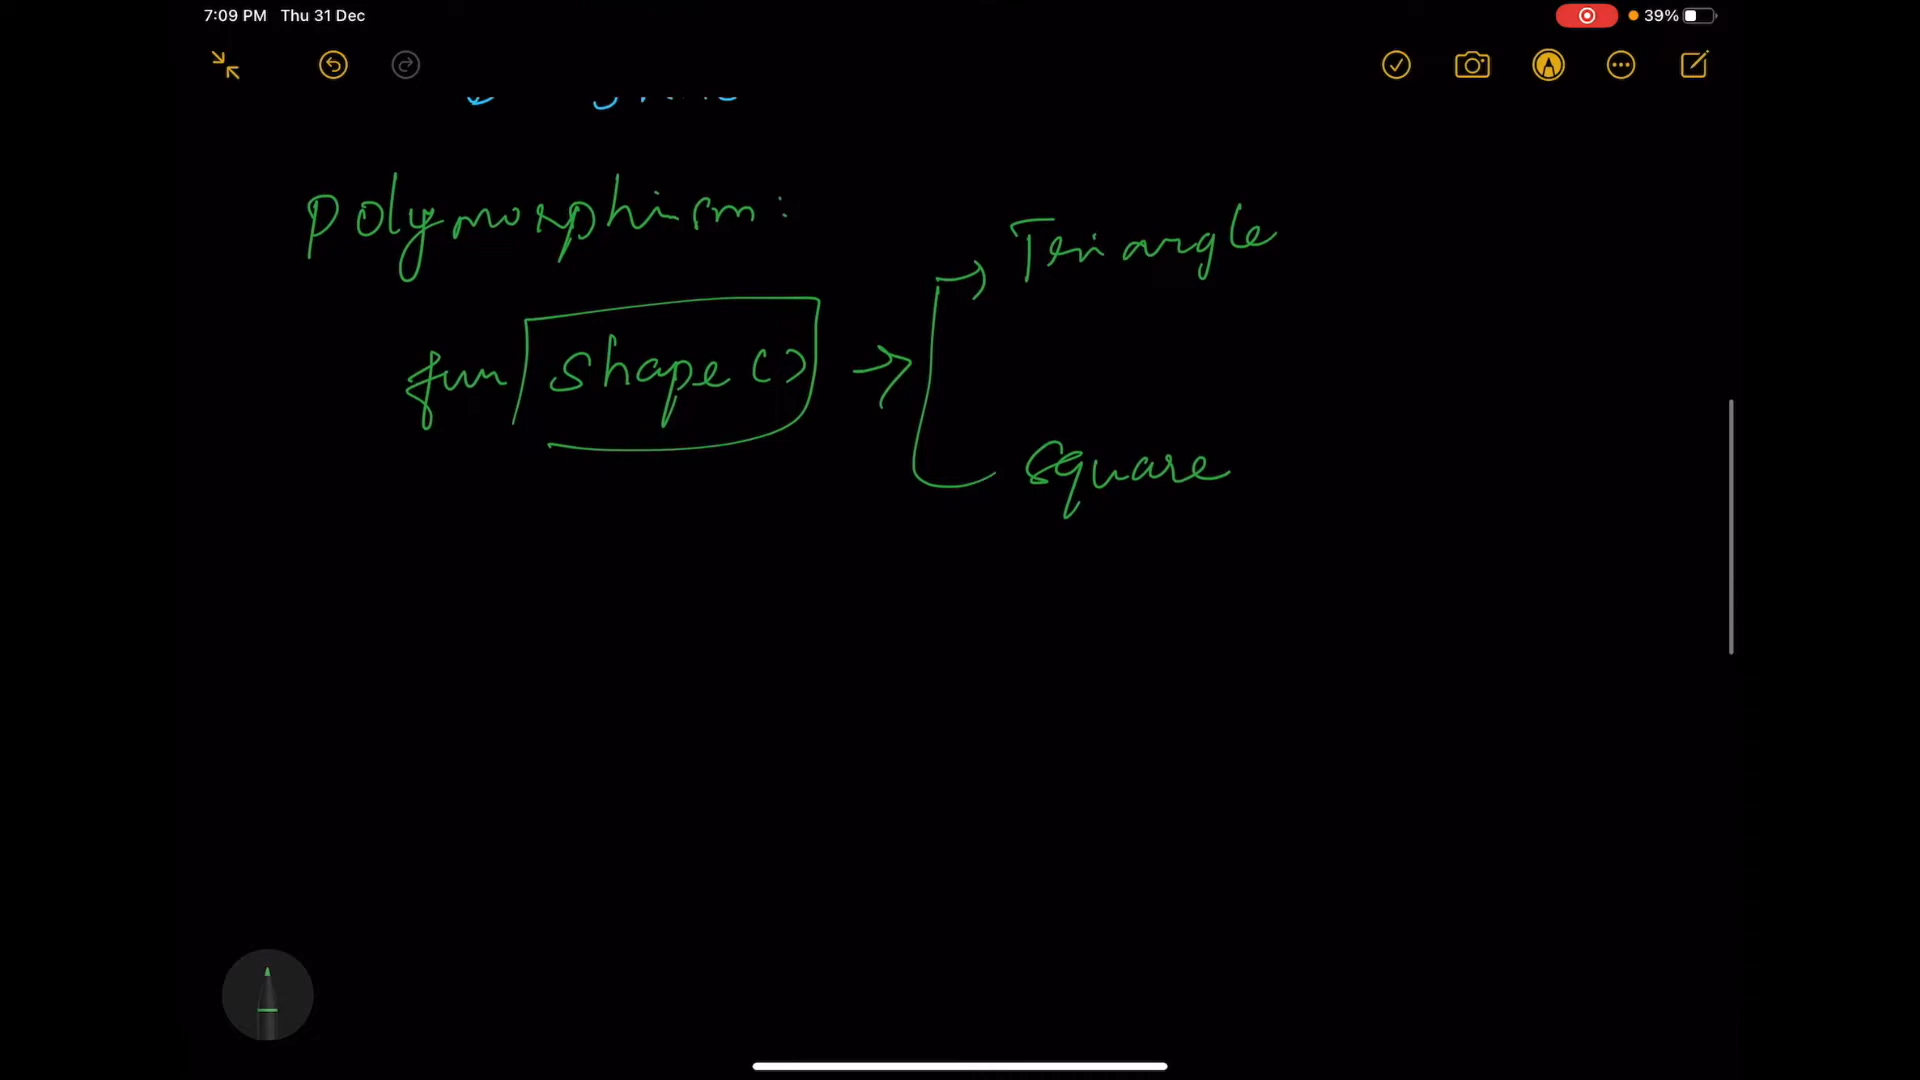 7:09 PM Thu 31 Dec
39%
polymorphism:
Triangle
fun shape()
square